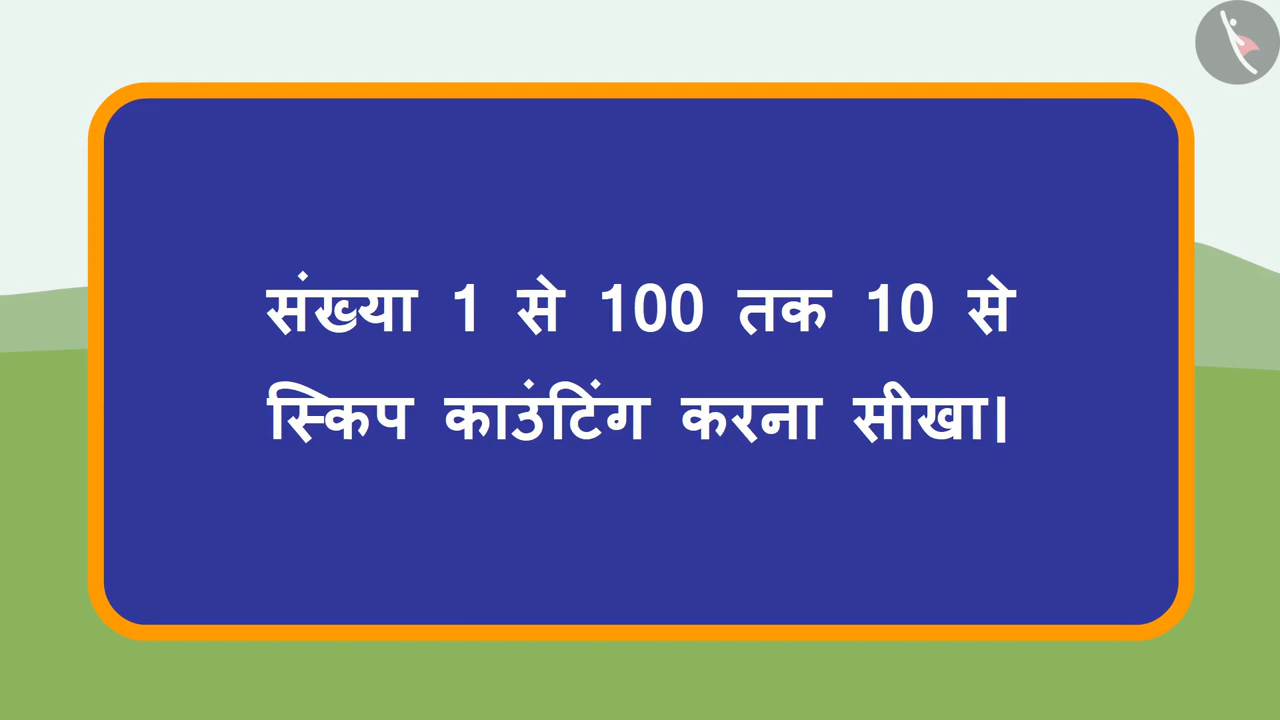 संख्या 1 से 100 तक 10 से
स्किप काउंटिंग करना सीखा।